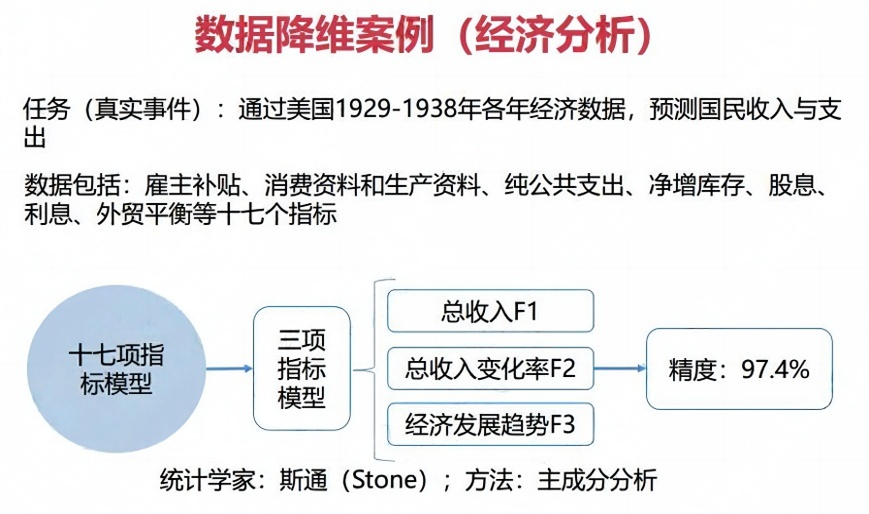 数据降维案例（经济分析）
任务（真实事件）：通过美国1929-1938年各年经济数据，预测国民收入与支
出
数据包括：雇主补贴、消费资料和生产资料、纯公共支出、净增库存、股息、
利息、外贸平衡等十七个指标
十七项指
标模型
三项
指标
模型
总收入F1
总收入变化率F2
经济发展趋势F3
精度：97.4%
统计学家：斯通（Stone）；方法：主成分分析